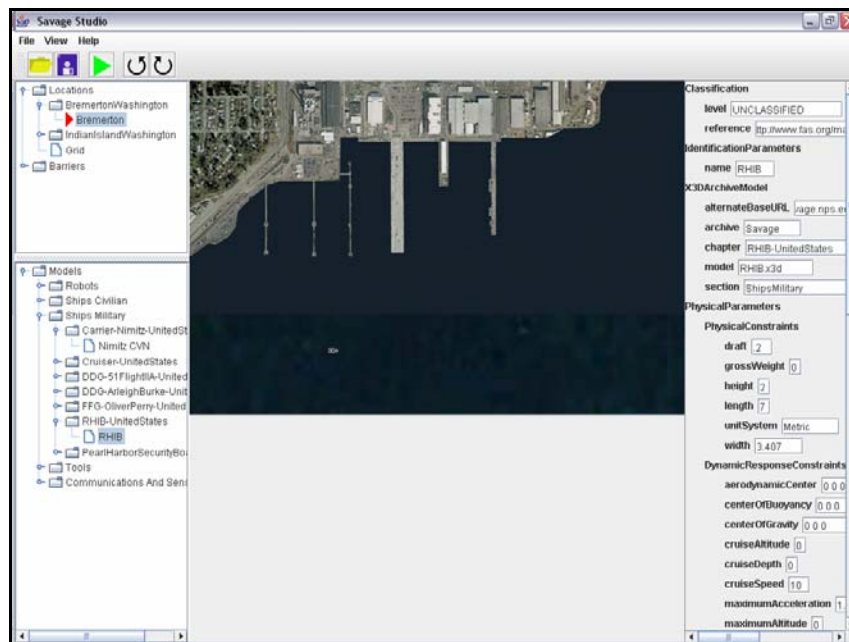 Savage Studio
File View Help
Locations
BremertonWashington
Bremerton
IndianIslandWashington
Grid
Barriers
Models
Robots
Ships Civilian
Ships Military
Carrier-Nimitz-UnitedSt
Nimitz CVN
Cruiser-UnitedStates
DDG-51FlightIIA-United
DDG-ArleighBurke-Unit
FFG-OliverPerry-United
RHIB-UnitedStates
RHIB
PearlHarborSecurityBo
Tools
Communications And Sen
Classification
level UNCLASSIFIED
reference ttp://www.fas.org/ma
IdentificationParameters
name RHIB
X3DArchiveModel
alternateBaseURL vage.nps.e
archive Savage
chapter RHIB-UnitedStates
model RHIB.x3d
section ShipsMilitary
PhysicalParameters
PhysicalConstraints
draft 2
grossWeight 0
height 2
length 7
unitSystem Metric
width 3.407
DynamicResponseConstraints
aerodynamicCenter 0 0 0
centerOfBuoyancy 0 0 0
centerOfGravity 0 0 0
cruiseAltitude 0
cruiseDepth 0
cruiseSpeed 10
maximumAcceleration 1.
maximumAltitude 0